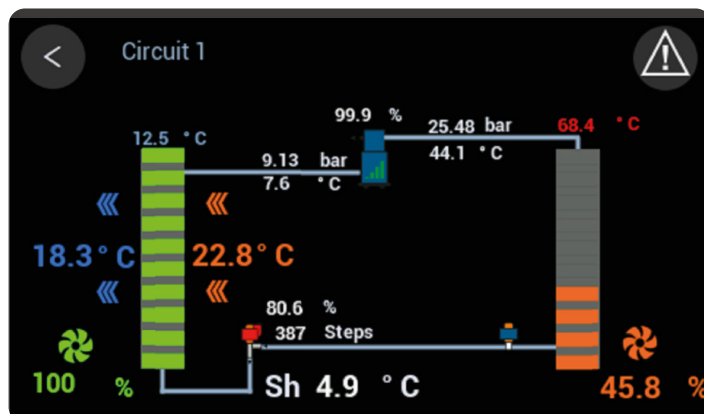 Circuit 1
99.9 %
12.5 ° C
25.48 bar
68.4 ° C
9.13 bar
44.1 ° C
7.6 ° C
18.3° C
22.8° C
80.6 %
387 Steps
100 %
Sh 4.9 ° C
45.8 %